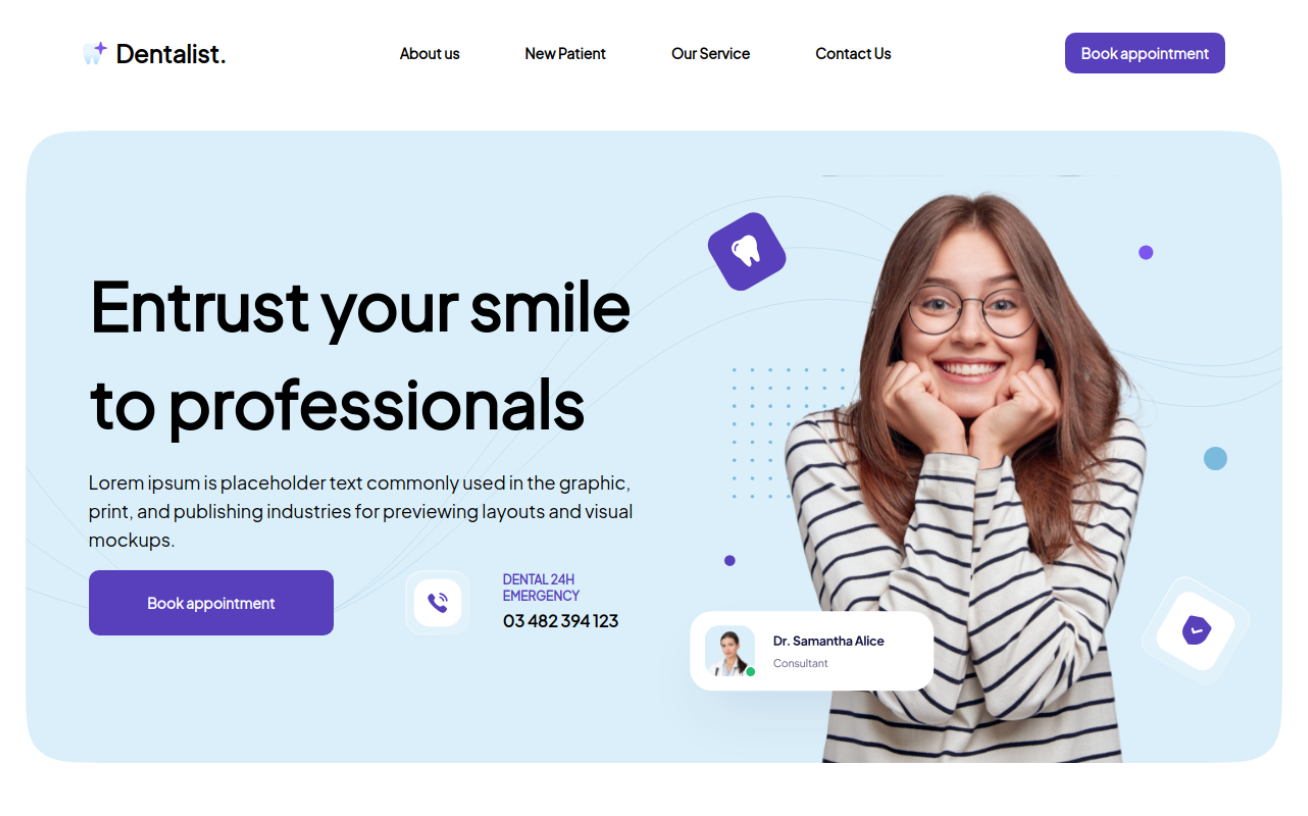 Dentalist.
About us
New Patient
Our Service
Contact Us
Book appointment
Entrust your smile
to professionals
Lorem ipsum is placeholder text commonly used in the graphic,
print, and publishing industries for previewing layouts and visual
mockups.
Book appointment
DENTAL 24H
EMERGENCY
03 482 394 123
Dr. Samantha Alice
Consultant